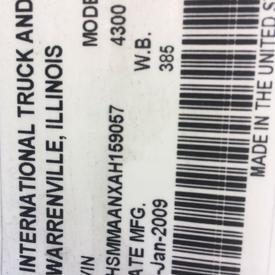 INTERNATIONAL TRUCK AND
WARRENVILLE, ILLINOIS
VIN
HSMMAANXAH159057
ATE MFG.
-Jan-2009
MODE
4300
W.B.
385
MADE IN THE UNITED S